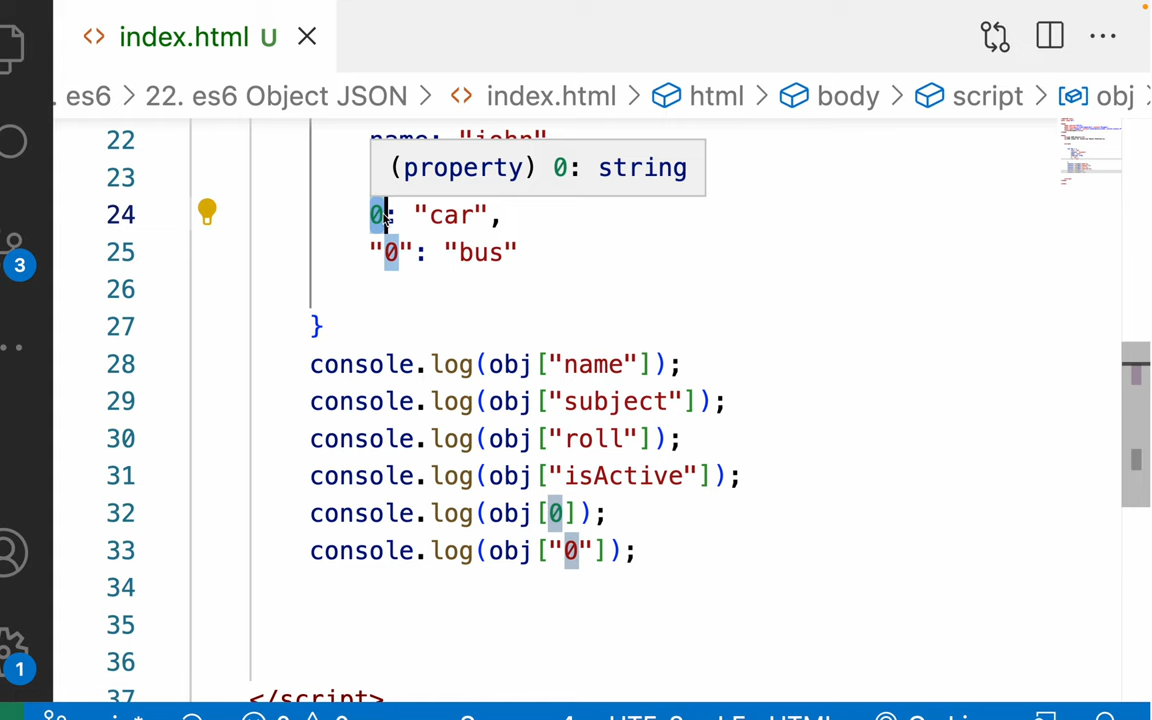 index.html U
. es6 > 22. es6 Object JSON > index.html > html > body > script > obj
22 name: "john"
(property) 0: string
23
24 0: "car",
25 "0": "bus"
26
27 }
28 console.log(obj["name"]);
29 console.log(obj["subject"]);
30 console.log(obj["roll"]);
31 console.log(obj["isActive"]);
32 console.log(obj[0]);
33 console.log(obj["0"]);
34
35
36
37 </script>
3
1